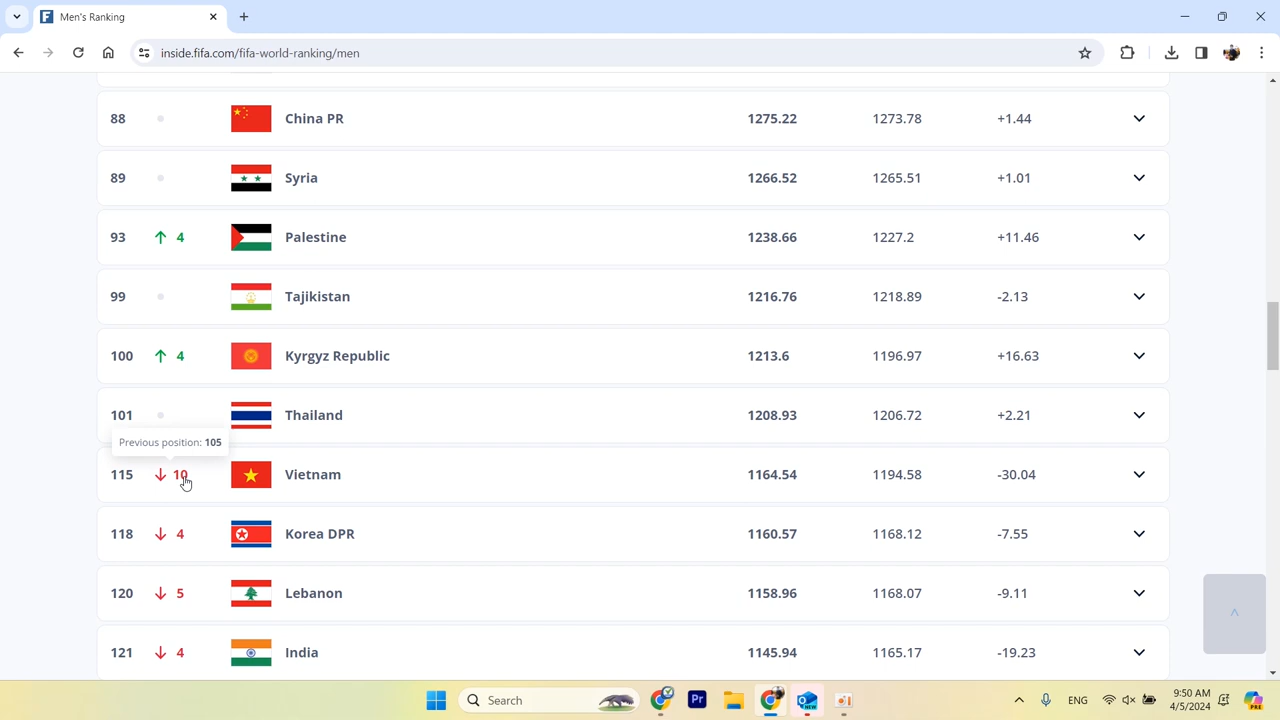 Men's Ranking
inside.fifa.com/fifa-world-ranking/men
88 China PR 1275.22 1273.78 +1.44
89 Syria 1266.52 1265.51 +1.01
93 4 Palestine 1238.66 1227.2 +11.46
99 Tajikistan 1216.76 1218.89 -2.13
100 4 Kyrgyz Republic 1213.6 1196.97 +16.63
101 Thailand 1208.93 1206.72 +2.21
Previous position: 105
115 10 Vietnam 1164.54 1194.58 -30.04
118 4 Korea DPR 1160.57 1168.12 -7.55
120 5 Lebanon 1158.96 1168.07 -9.11
121 4 India 1145.94 1165.17 -19.23
Search
Pr
NEW
ENG
9:50 AM
4/5/2024
PRE